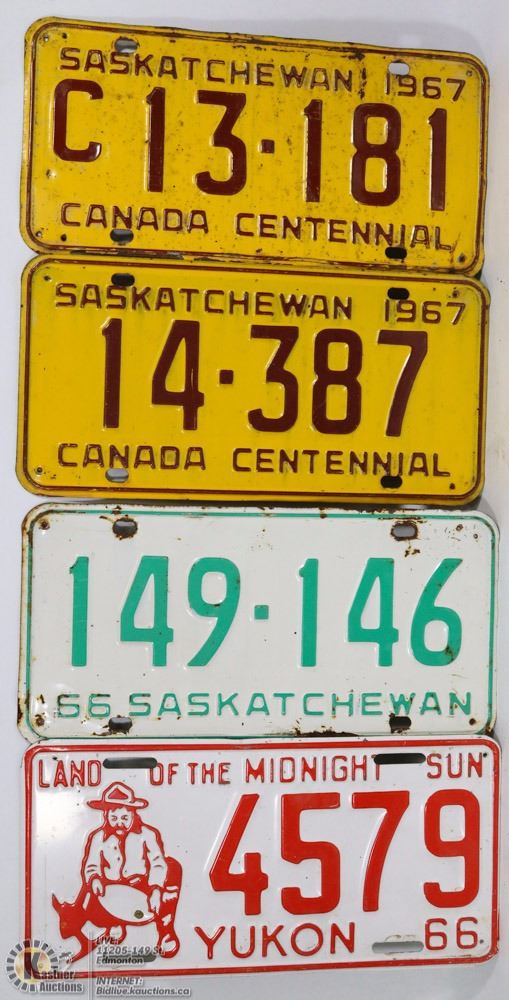 SASKATCHEWAN 1967
C 13·181
CANADA CENTENNIAL
SASKATCHEWAN 1967
14·387
CANADA CENTENNIAL
149·146
66 SASKATCHEWAN
LAND OF THE MIDNIGHT SUN
4579
YUKON 66
Kastner
Auctions
LIVE:
11205-149 St,
Edmonton
INTERNET:
Bidlive.kauctions.ca